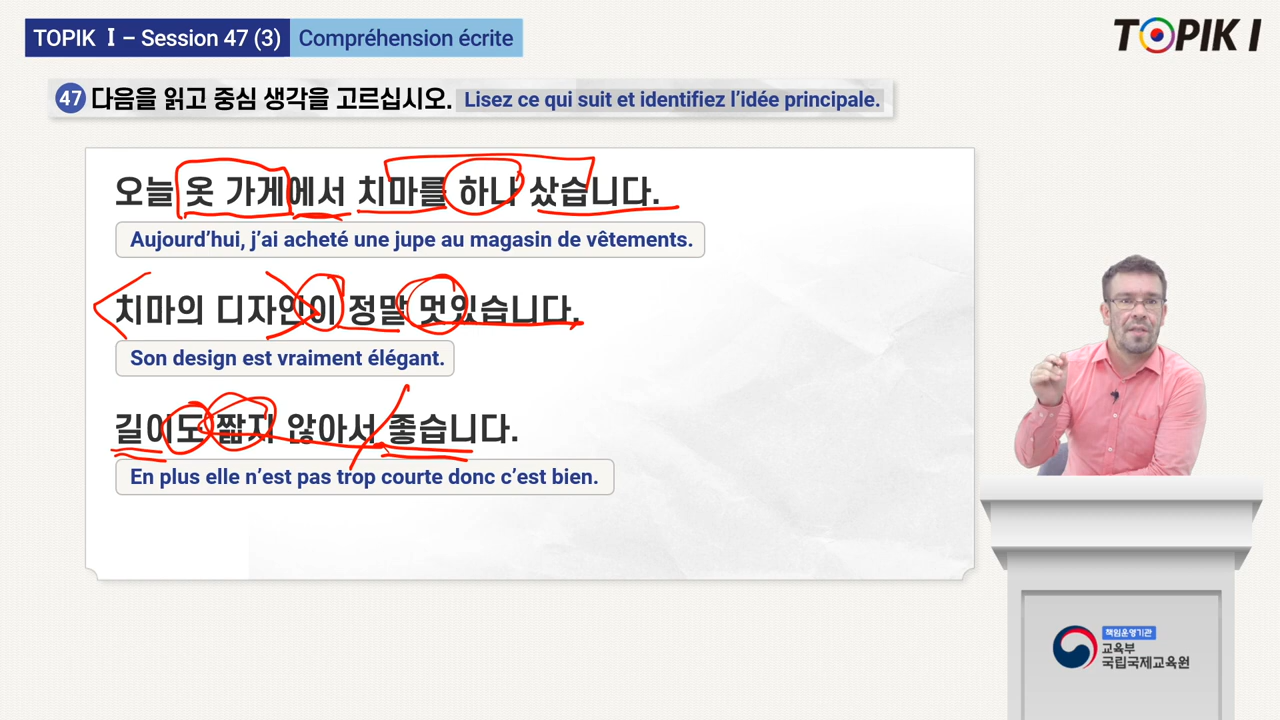 TOPIK Ⅰ – Session 47 (3) Compréhension écrite
TOPIK I
47 다음을 읽고 중심 생각을 고르십시오. Lisez ce qui suit et identifiez l’idée principale.
오늘 옷 가게에서 치마를 하나 샀습니다.
Aujourd’hui, j’ai acheté une jupe au magasin de vêtements.
치마의 디자인이 정말 멋있습니다.
Son design est vraiment élégant.
길이도 짧지 않아서 좋습니다.
En plus elle n’est pas trop courte donc c’est bien.
책임운영기관
교육부
국립국제교육원